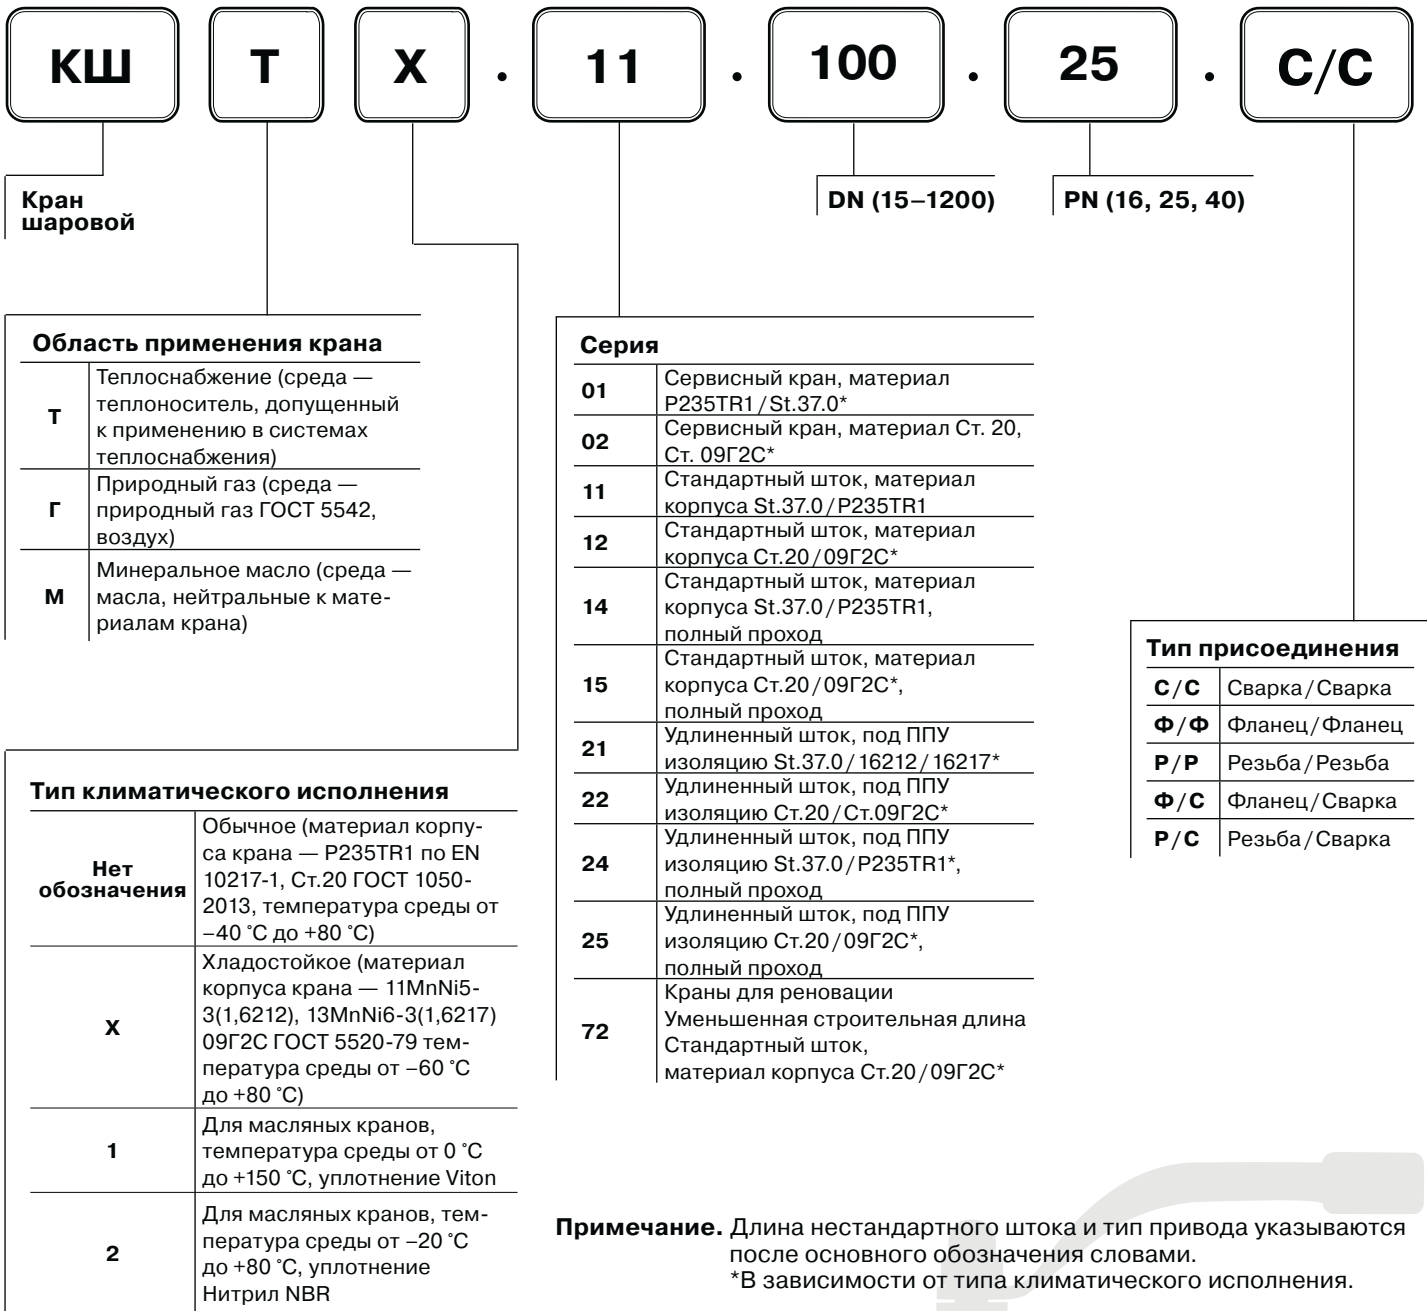 КШ Т Х . 11 . 100 . 25 . С/С
Кран
шаровой
DN (15–1200)
PN (16, 25, 40)
Область применения крана
Т
Теплоснабжение (среда —
теплоноситель, допущенный
к применению в системах
теплоснабжения)
Г
Природный газ (среда —
природный газ ГОСТ 5542,
воздух)
М
Минеральное масло (среда —
масла, нейтральные к мате-
риалам крана)
Тип климатического исполнения
Нет
обозначения
Обычное (материал корпу-
са крана — P235TR1 по EN
10217-1, Ст.20 ГОСТ 1050-
2013, температура среды от
–40 °С до +80 °С)
Х
Хладостойкое (материал
корпуса крана — 11MnNi5-
3(1,6212), 13MnNi6-3(1,6217)
09Г2С ГОСТ 5520-79 тем-
пература среды от –60 °С
до +80 °С)
1
Для масляных кранов,
температура среды от 0 °С
до +150 °С, уплотнение Viton
2
Для масляных кранов, тем-
пература среды от –20 °С
до +80 °С, уплотнение
Нитрил NBR
Серия
01
Сервисный кран, материал
P235TR1/St.37.0*
02
Сервисный кран, материал Ст. 20,
Ст. 09Г2С*
11
Стандартный шток, материал
корпуса St.37.0/P235TR1
12
Стандартный шток, материал
корпуса Ст.20/09Г2С*
14
Стандартный шток, материал
корпуса St.37.0/P235TR1,
полный проход
15
Стандартный шток, материал
корпуса Ст.20/09Г2С*,
полный проход
21
Удлиненный шток, под ППУ
изоляцию St.37.0/16212/16217*
22
Удлиненный шток, под ППУ
изоляцию Ст.20/Ст.09Г2С*
24
Удлиненный шток, под ППУ
изоляцию St.37.0/P235TR1*,
полный проход
25
Удлиненный шток, под ППУ
изоляцию Ст.20/09Г2С*,
полный проход
72
Краны для реновации
Уменьшенная строительная длина
Стандартный шток,
материал корпуса Ст.20/09Г2С*
Тип присоединения
С/С Сварка/Сварка
Ф/Ф Фланец/Фланец
Р/Р Резьба/Резьба
Ф/С Фланец/Сварка
Р/С Резьба/Сварка
Примечание. Длина нестандартного штока и тип привода указываются
после основного обозначения словами.
*В зависимости от типа климатического исполнения.